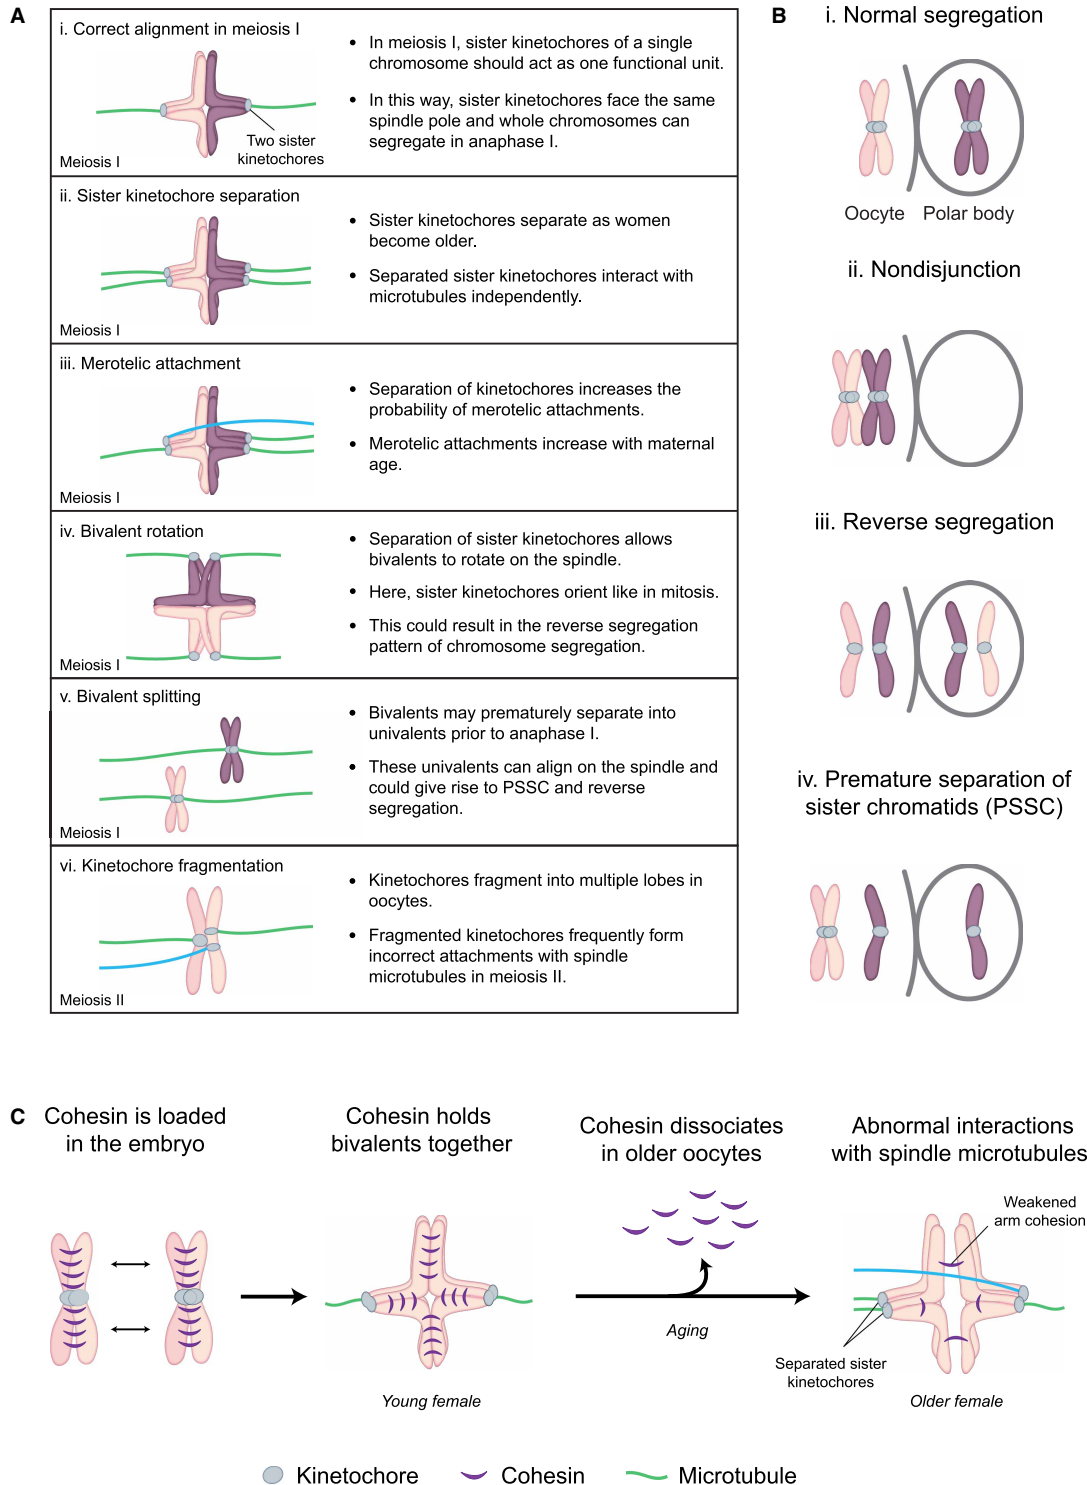 A
i. Correct alignment in meiosis I
Two sister
kinetochores
Meiosis I
• In meiosis I, sister kinetochores of a single
chromosome should act as one functional unit.
• In this way, sister kinetochores face the same
spindle pole and whole chromosomes can
segregate in anaphase I.
ii. Sister kinetochore separation
Meiosis I
• Sister kinetochores separate as women
become older.
• Separated sister kinetochores interact with
microtubules independently.
iii. Merotelic attachment
Meiosis I
• Separation of kinetochores increases the
probability of merotelic attachments.
• Merotelic attachments increase with maternal
age.
iv. Bivalent rotation
Meiosis I
• Separation of sister kinetochores allows
bivalents to rotate on the spindle.
• Here, sister kinetochores orient like in mitosis.
• This could result in the reverse segregation
pattern of chromosome segregation.
v. Bivalent splitting
Meiosis I
• Bivalents may prematurely separate into
univalents prior to anaphase I.
• These univalents can align on the spindle and
could give rise to PSSC and reverse
segregation.
vi. Kinetochore fragmentation
Meiosis II
• Kinetochores fragment into multiple lobes in
oocytes.
• Fragmented kinetochores frequently form
incorrect attachments with spindle
microtubules in meiosis II.
B
i. Normal segregation
Oocyte Polar body
ii. Nondisjunction
iii. Reverse segregation
iv. Premature separation of
sister chromatids (PSSC)
C
Cohesin is loaded
in the embryo
Cohesin holds
bivalents together
Young female
Cohesin dissociates
in older oocytes
Aging
Abnormal interactions
with spindle microtubules
Weakened
arm cohesion
Separated sister
kinetochores
Older female
Kinetochore
Cohesin
Microtubule